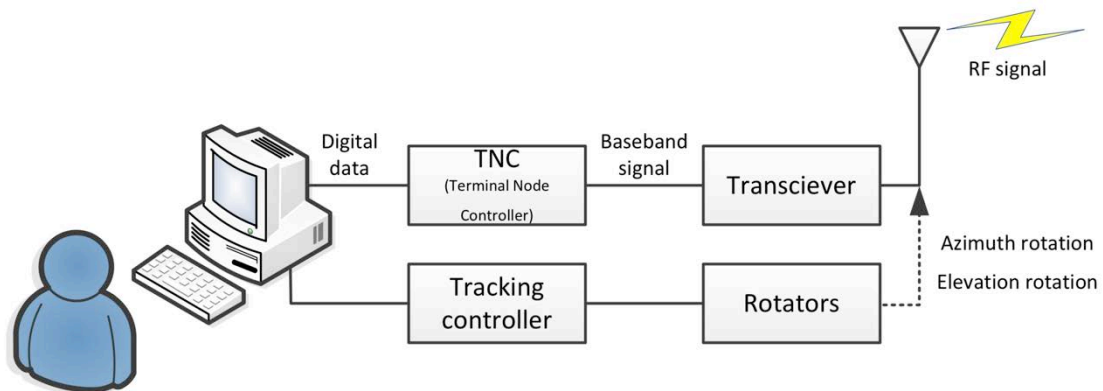 RF signal
Digital
data
TNC
(Terminal Node
Controller)
Baseband
signal
Transciever
Azimuth rotation
Elevation rotation
Tracking
controller
Rotators